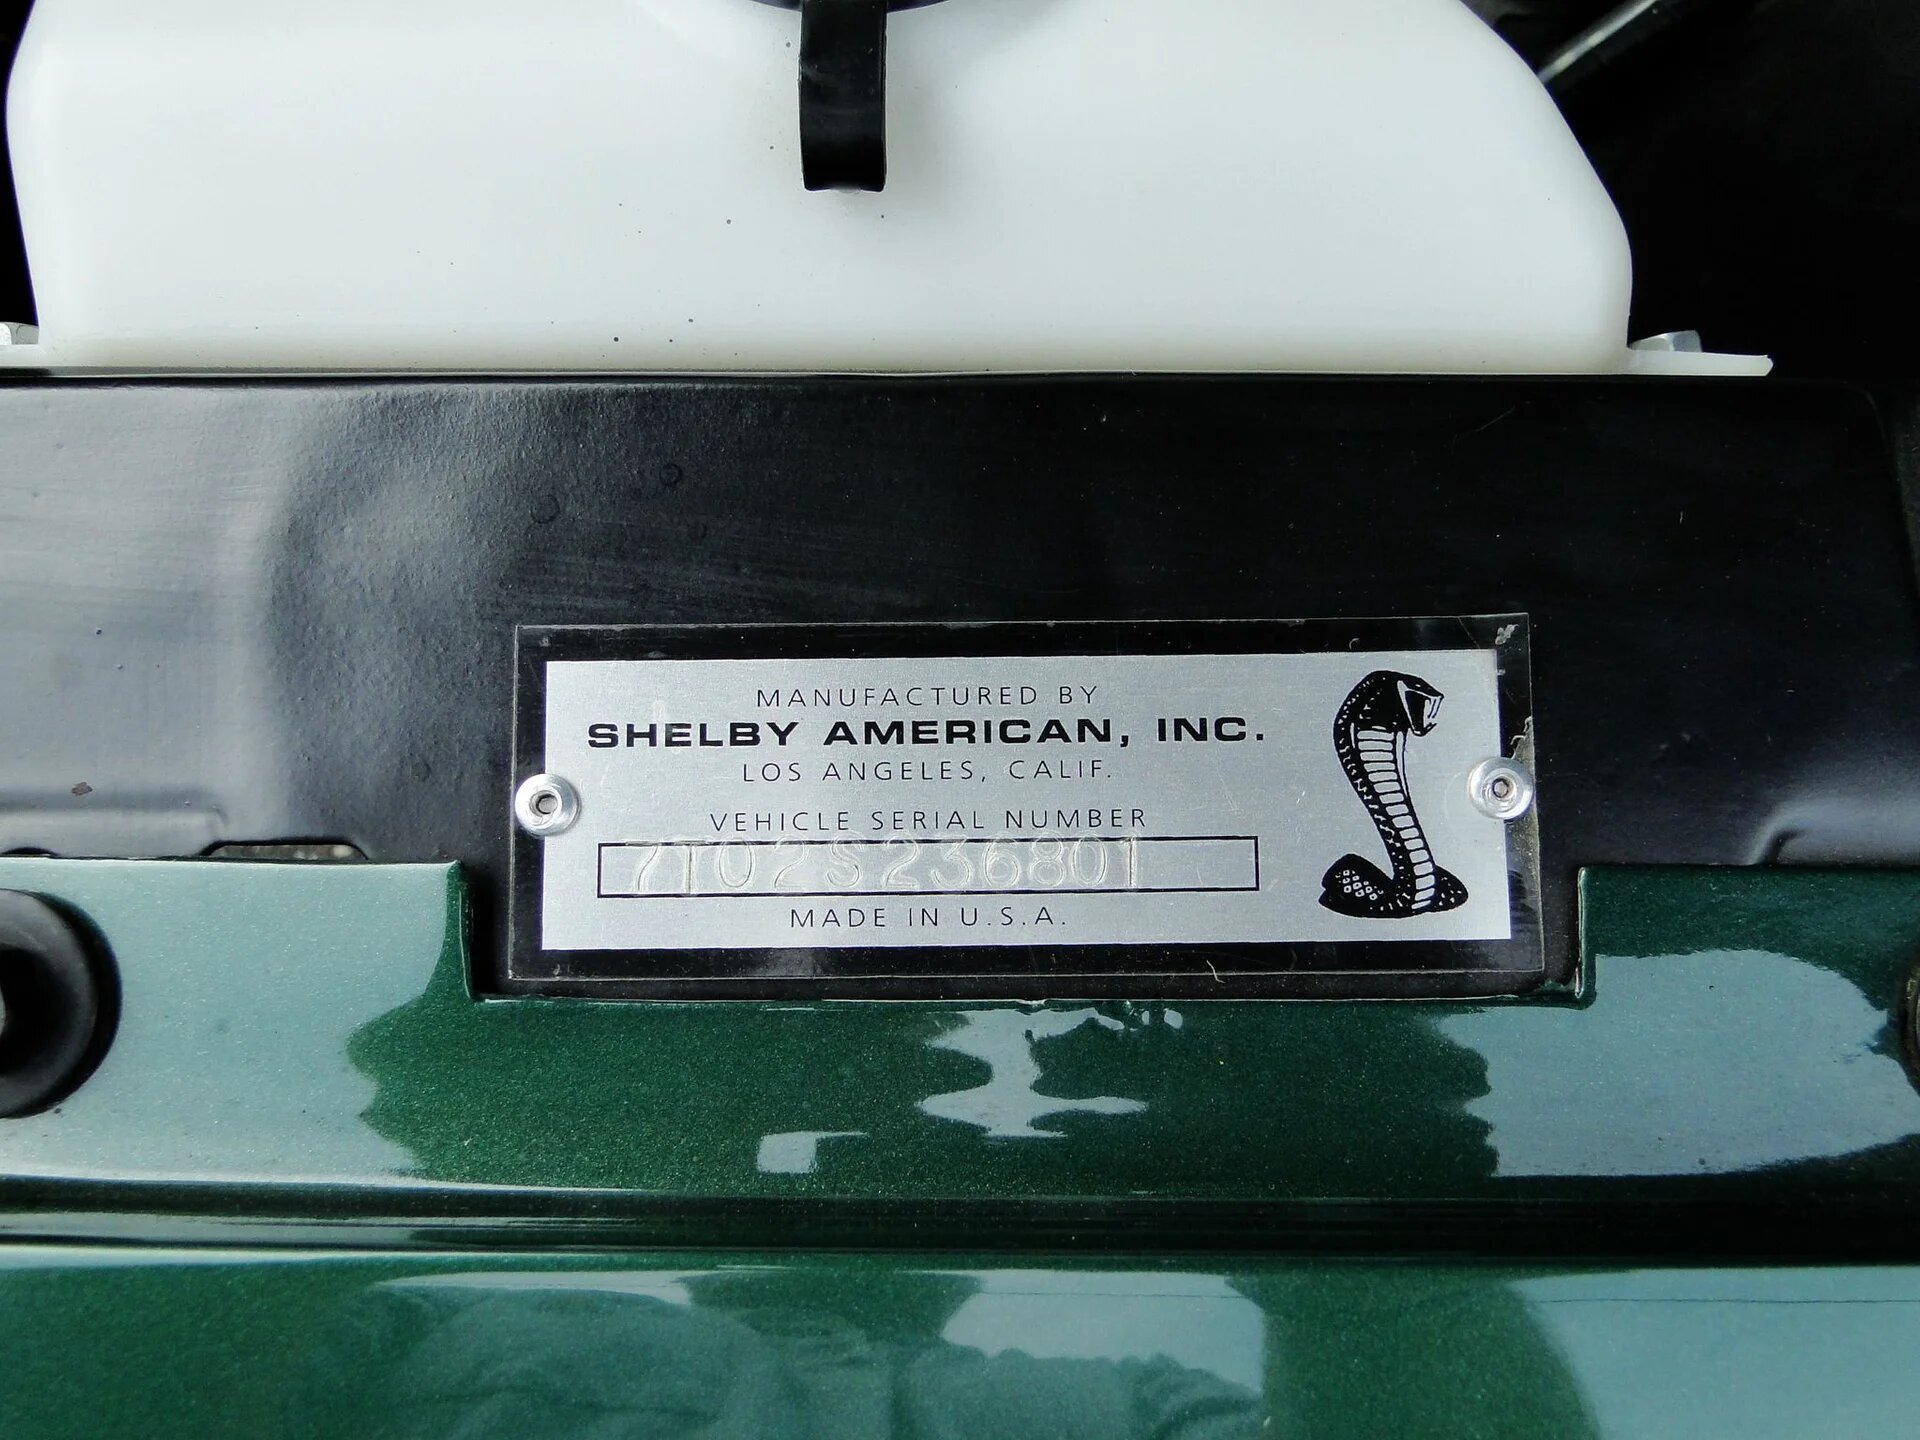 MANUFACTURED BY
SHELBY AMERICAN, INC.
LOS ANGELES, CALIF.
VEHICLE SERIAL NUMBER
7T02S236801
MADE IN U.S.A.